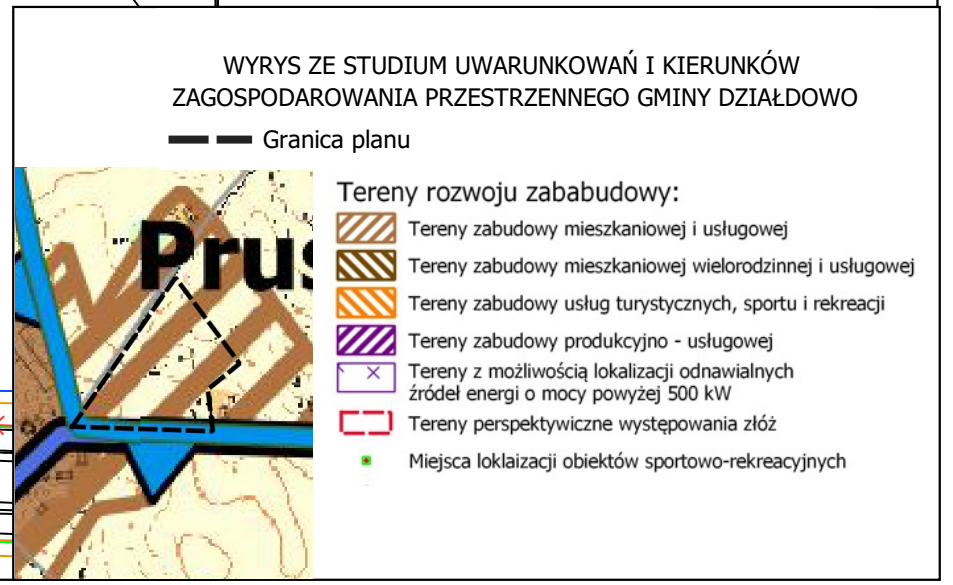 WYRYS ZE STUDIUM UWARUNKOWAŃ I KIERUNKÓW
ZAGOSPODAROWANIA PRZESTRZENNEGO GMINY DZIAŁDOWO
Granica planu
Prus
Tereny rozwoju zababudowy:
Tereny zabudowy mieszkaniowej i usługowej
Tereny zabudowy mieszkaniowej wielorodzinnej i usługowej
Tereny zabudowy usług turystycznych, sportu i rekreacji
Tereny zabudowy produkcyjno - usługowej
Tereny z możliwością lokalizacji odnawialnych
źródeł energi o mocy powyżej 500 kW
Tereny perspektywiczne występowania złóż
Miejsca loklaizacji obiektów sportowo-rekreacyjnych